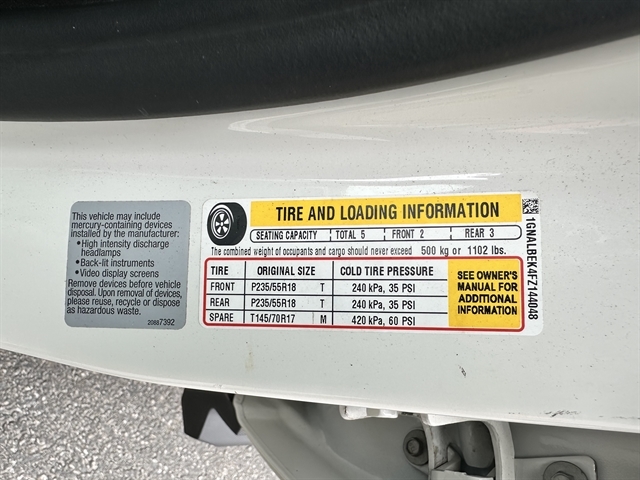 This vehicle may include
mercury-containing devices
installed by the manufacturer:
• High intensity discharge
headlamps
• Back-lit instruments
• Video display screens
Remove devices before vehicle
disposal. Upon removal of devices,
please reuse, recycle or dispose
as hazardous waste.
20887392
TIRE AND LOADING INFORMATION
SEATING CAPACITY TOTAL 5 FRONT 2 REAR 3
The combined weight of occupants and cargo should never exceed 500 kg or 1102 lbs.
TIRE ORIGINAL SIZE COLD TIRE PRESSURE
FRONT P235/55R18 T 240 kPa, 35 PSI
REAR P235/55R18 T 240 kPa, 35 PSI
SPARE T145/70R17 M 420 kPa, 60 PSI
SEE OWNER'S
MANUAL FOR
ADDITIONAL
INFORMATION
1GNALBEK4FZ144048